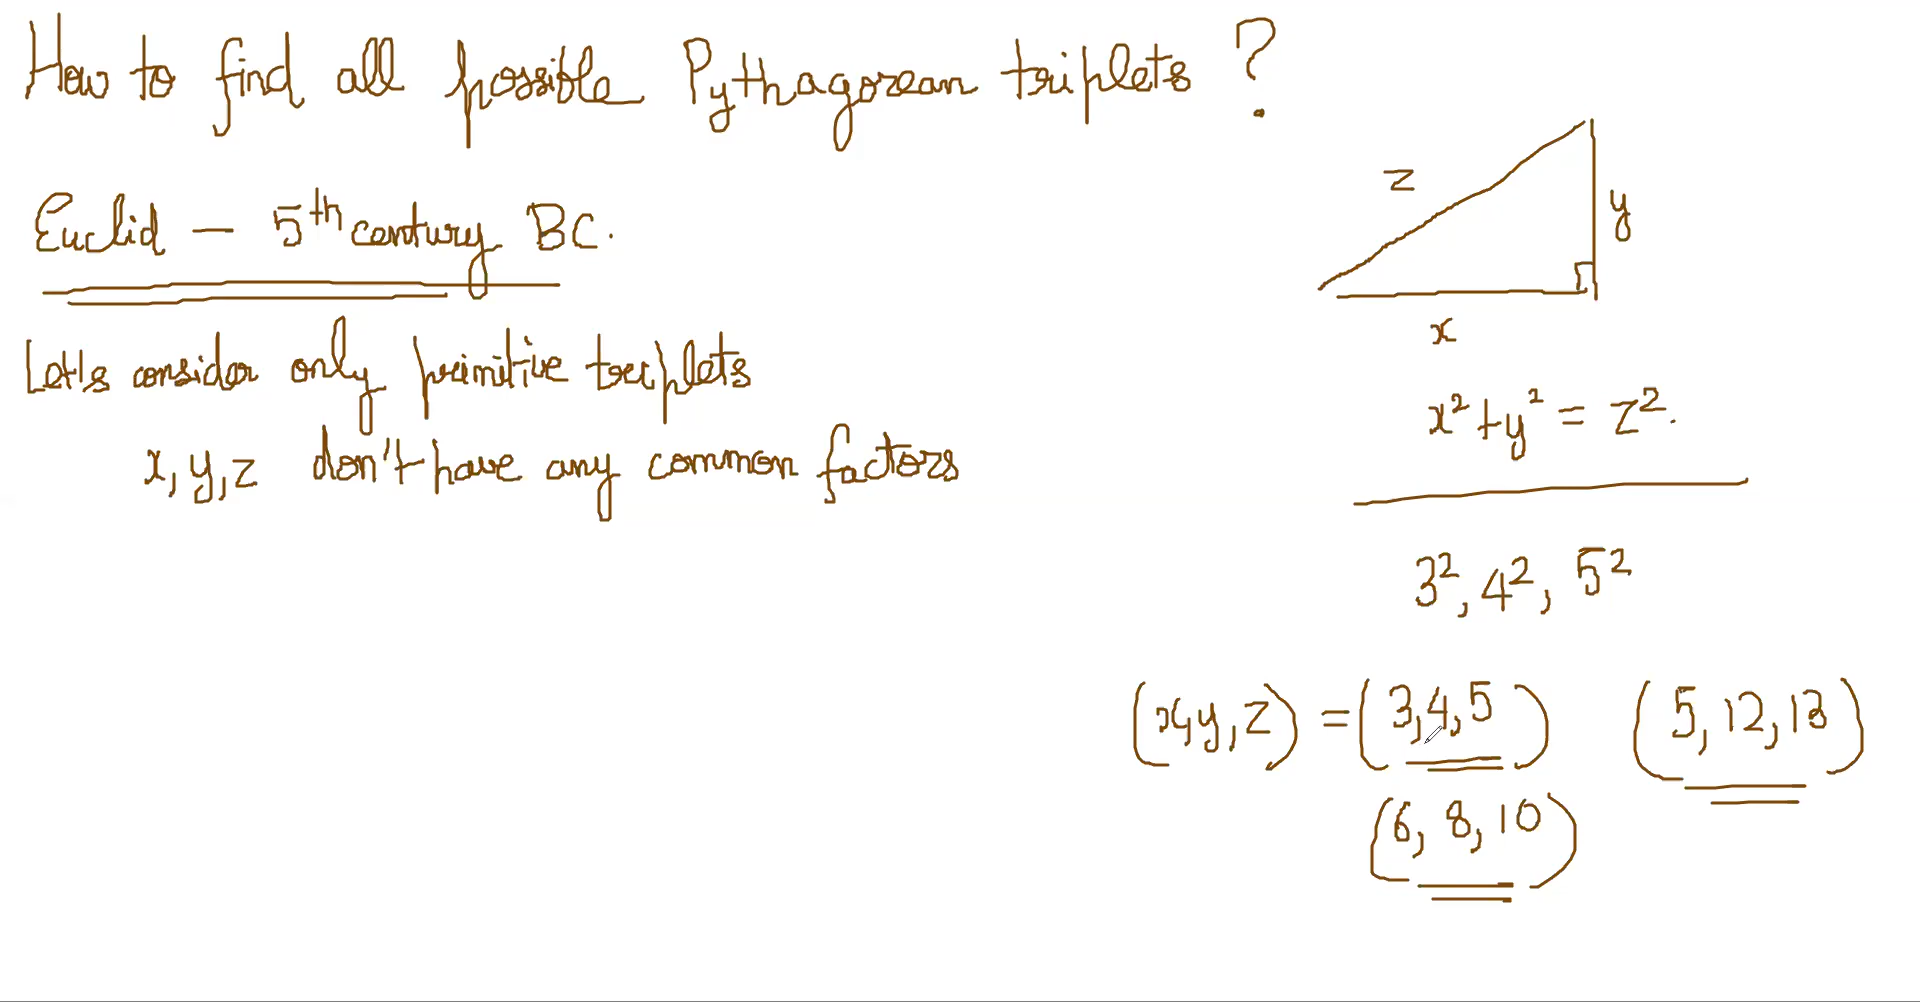 How to find all possible Pythagorean triplets ?
Euclid — 5th century BC.
Let's consider only primitive triplets
x, y, z don't have any common factors
z
y
x
x² + y² = z².
3², 4², 5²
(x, y, z) = (3, 4, 5) (5, 12, 13)
(6, 8, 10)